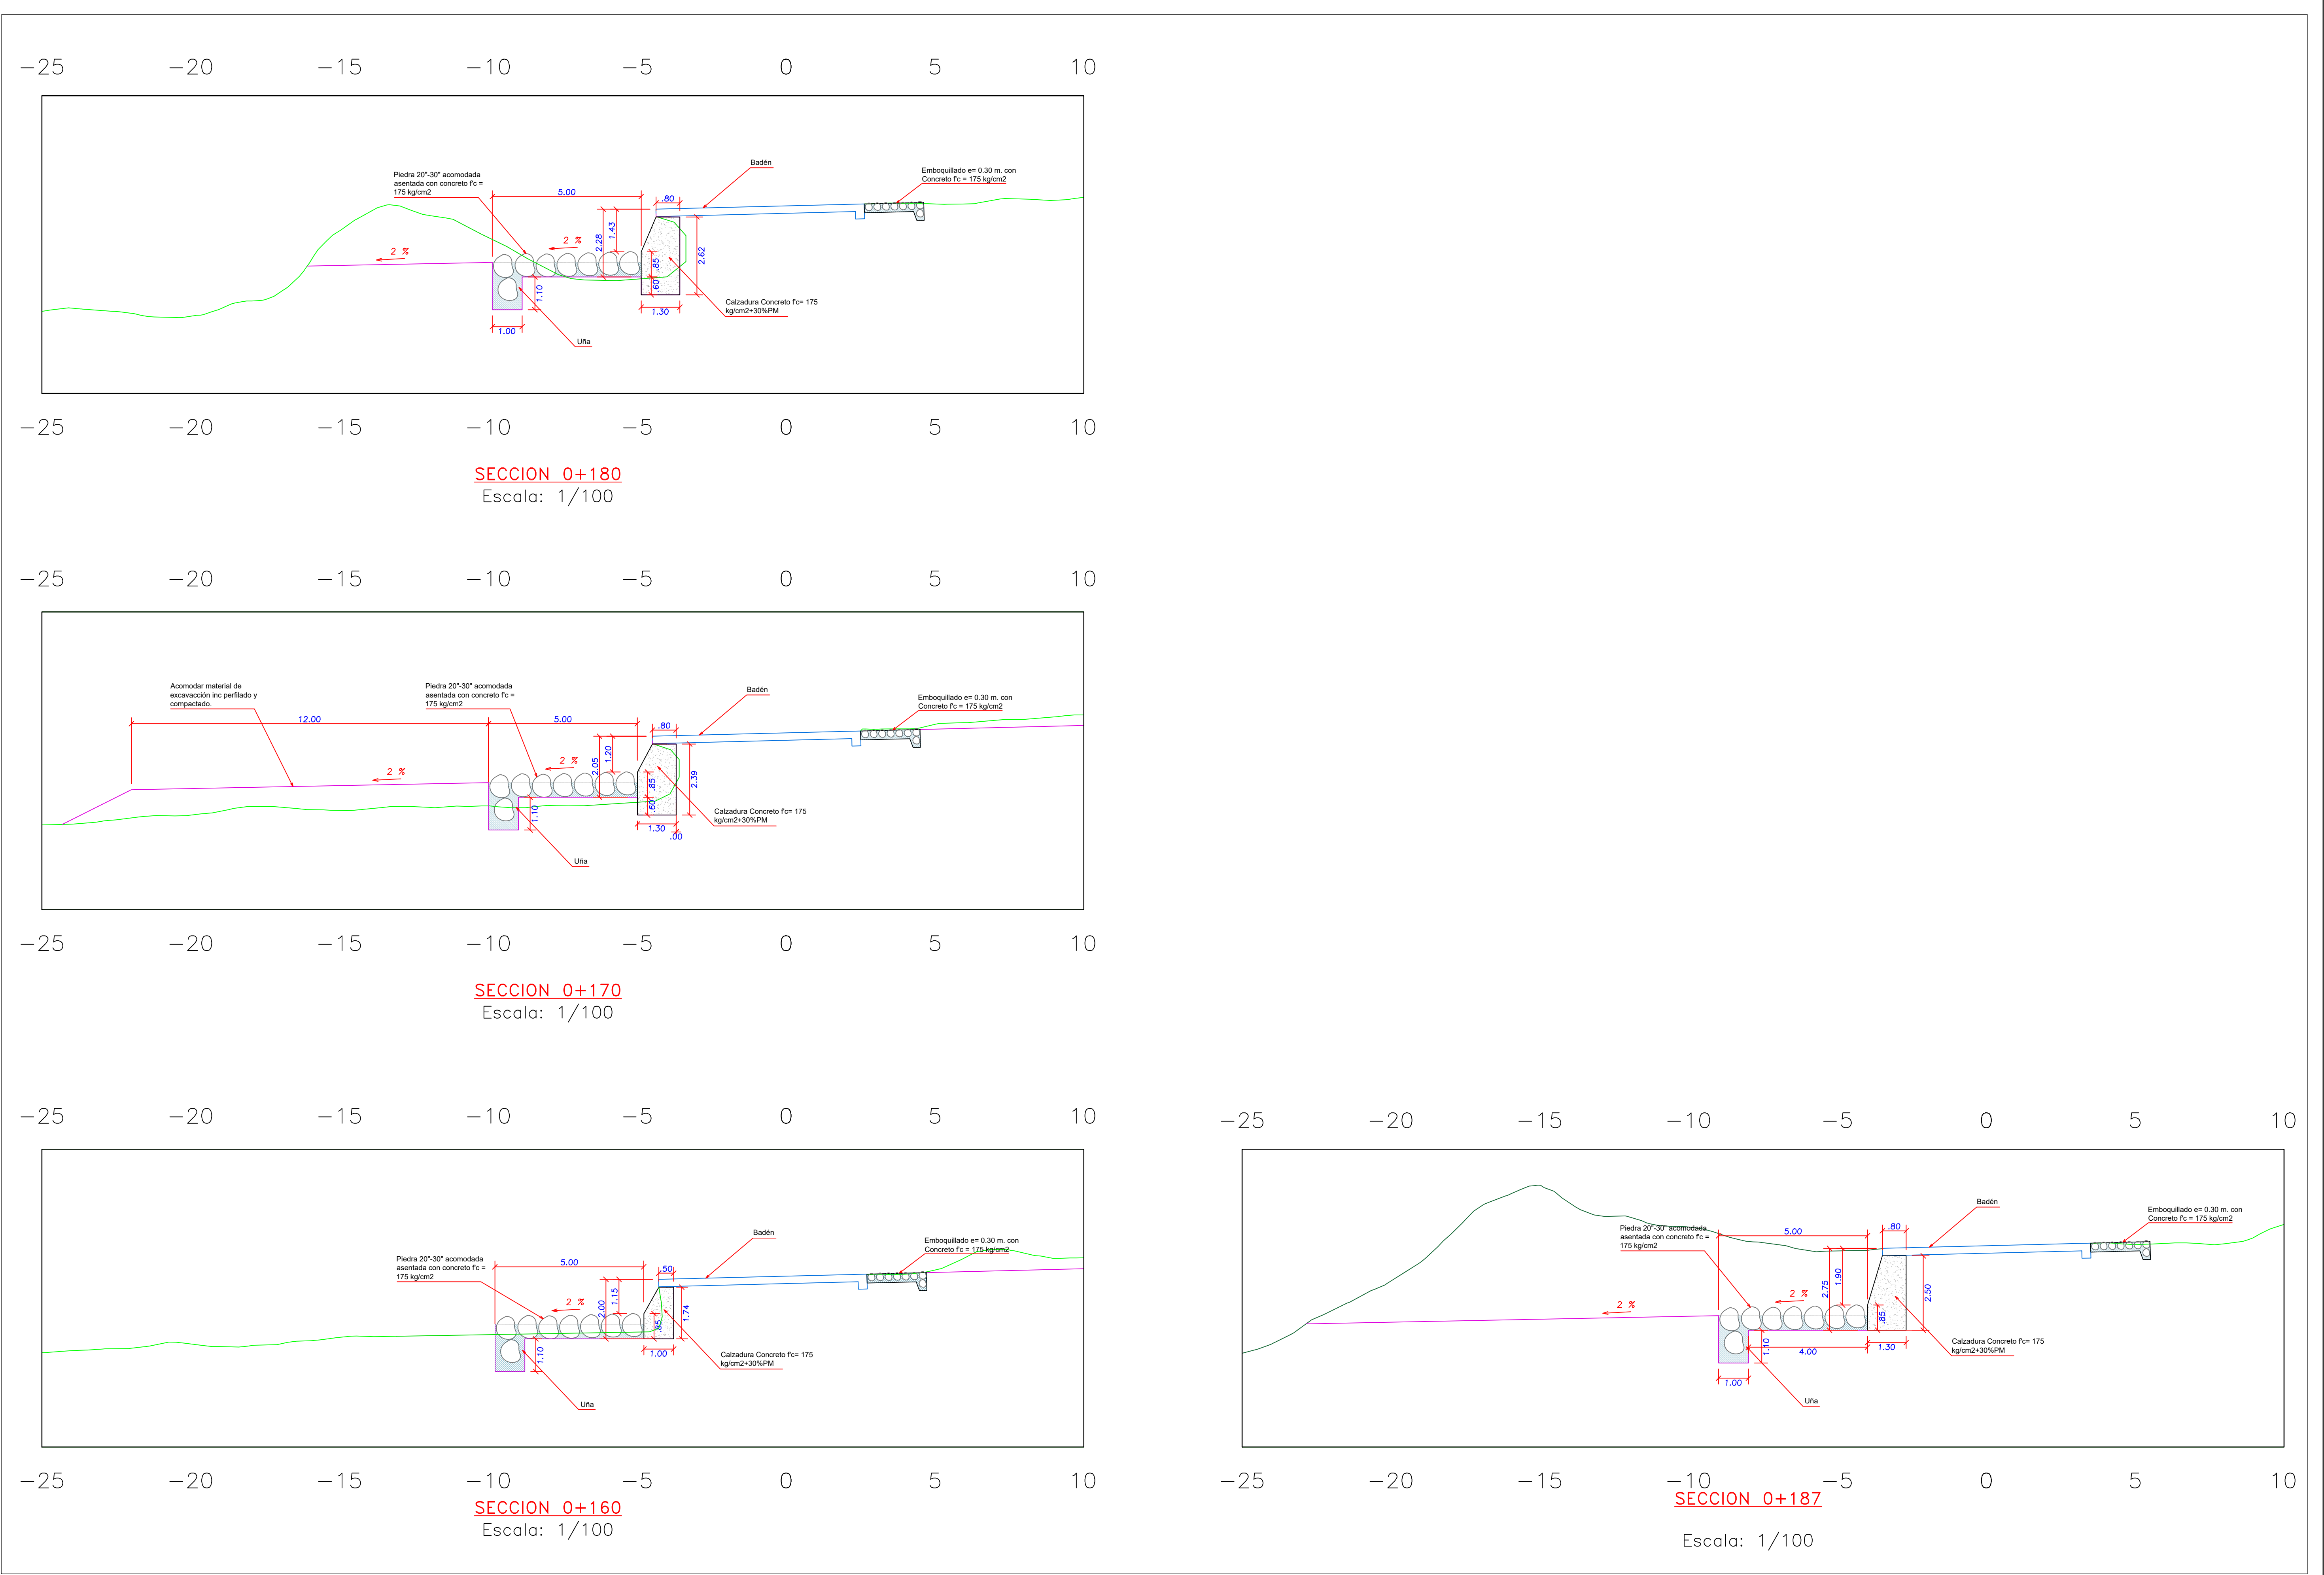 -25 -20 -15 -10 -5 0 5 10
Piedra 20"-30" acomodada
asentada con concreto f'c =
175 kg/cm2
5.00
.80
Badén
Emboquillado e= 0.30 m. con
Concreto f'c = 175 kg/cm2
2 %
2 %
2.28
1.43
.85
.60
2.62
1.10
1.00
1.30
Calzadura Concreto f'c= 175
kg/cm2+30%PM
Uña
-25 -20 -15 -10 -5 0 5 10
SECCION 0+180
Escala: 1/100
-25 -20 -15 -10 -5 0 5 10
Acomodar material de
excavacción inc perfilado y
compactado.
Piedra 20"-30" acomodada
asentada con concreto f'c =
175 kg/cm2
12.00
5.00
.80
Badén
Emboquillado e= 0.30 m. con
Concreto f'c = 175 kg/cm2
2 %
2 %
2.05
1.20
.85
.60
2.39
1.10
1.30
.00
Calzadura Concreto f'c= 175
kg/cm2+30%PM
Uña
-25 -20 -15 -10 -5 0 5 10
SECCION 0+170
Escala: 1/100
-25 -20 -15 -10 -5 0 5 10
Piedra 20"-30" acomodada
asentada con concreto f'c =
175 kg/cm2
5.00
.50
Badén
Emboquillado e= 0.30 m. con
Concreto f'c = 175 kg/cm2
2 %
2.00
1.15
.85
1.74
1.10
1.00
Calzadura Concreto f'c= 175
kg/cm2+30%PM
Uña
-25 -20 -15 -10 -5 0 5 10
SECCION 0+160
Escala: 1/100
-25 -20 -15 -10 -5 0 5 10
Piedra 20"-30" acomodada
asentada con concreto f'c =
175 kg/cm2
5.00
.80
Badén
Emboquillado e= 0.30 m. con
Concreto f'c = 175 kg/cm2
2 %
2 %
2.75
1.90
.85
2.50
1.10
4.00
1.30
1.00
Calzadura Concreto f'c= 175
kg/cm2+30%PM
Uña
-25 -20 -15 -10 -5 0 5 10
SECCION 0+187
Escala: 1/100